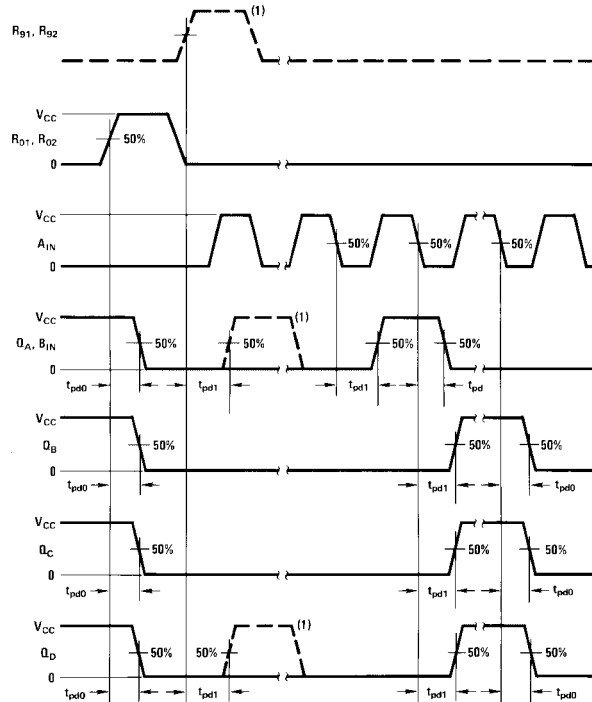 (1)
R91, R92
VCC
R01, R02
50%
0
VCC
AIN
50%
50%
50%
0
(1)
VCC
QA, BIN
50%
50%
50%
50%
0
tpd0
tpd1
tpd1
tpd
VCC
QB
50%
50%
50%
0
tpd0
tpd1
tpd0
VCC
QC
50%
50%
50%
0
tpd0
tpd1
tpd0
(1)
VCC
QD
50%
50%
50%
50%
0
tpd0
tpd1
tpd1
tpd0